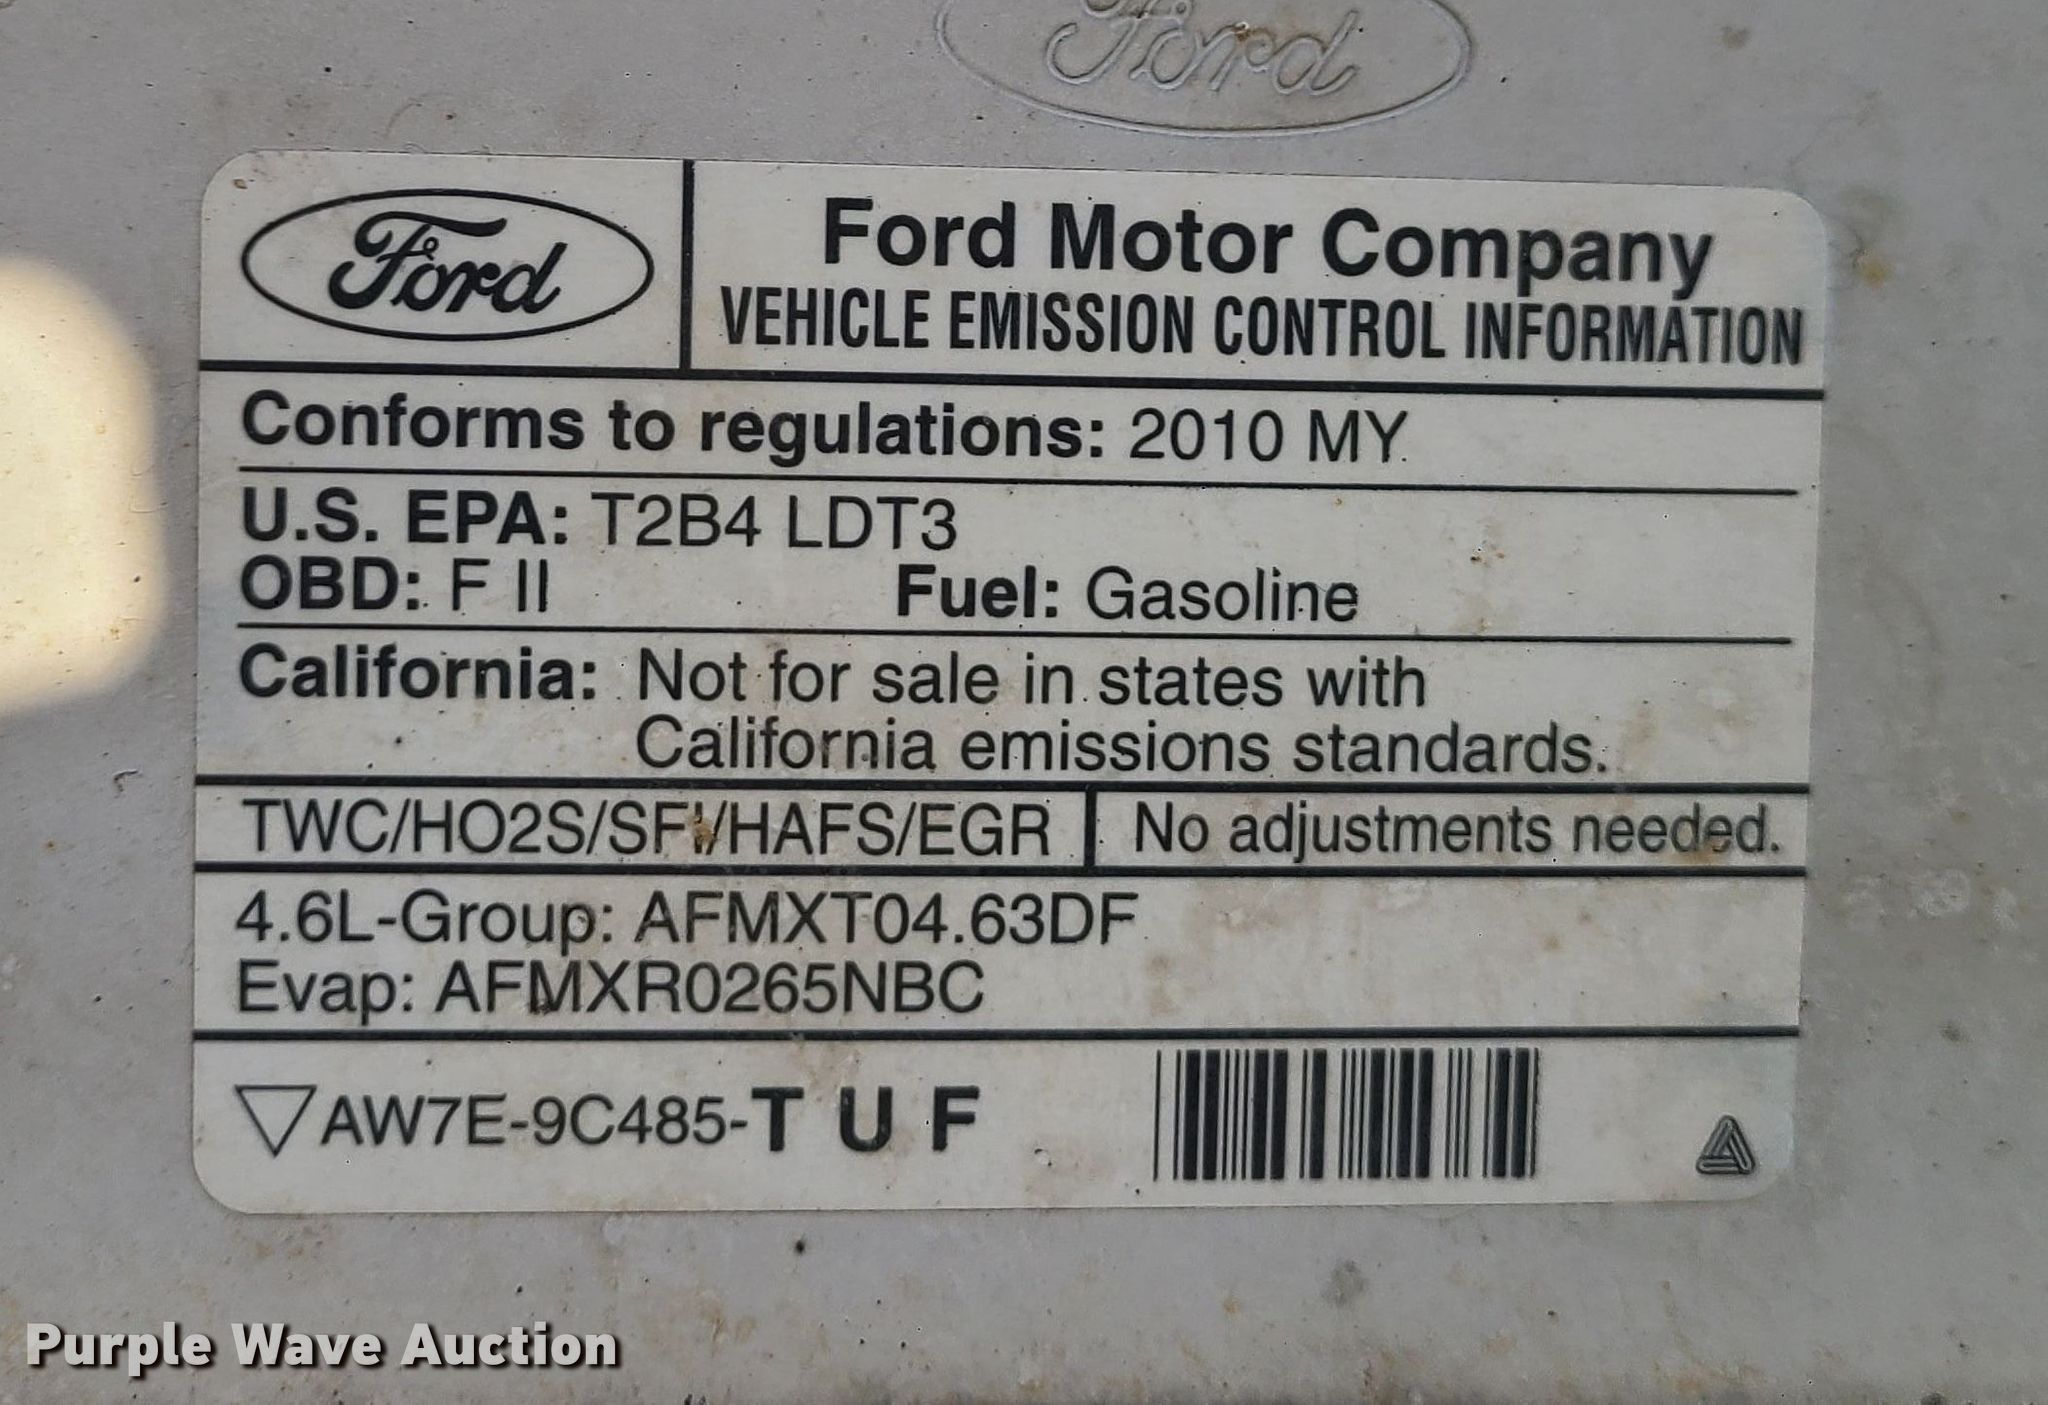 Ford
Ford
Ford Motor Company
VEHICLE EMISSION CONTROL INFORMATION
Conforms to regulations: 2010 MY
U.S. EPA: T2B4 LDT3
OBD: F II Fuel: Gasoline
California: Not for sale in states with
California emissions standards.
TWC/HO2S/SFI/HAFS/EGR No adjustments needed.
4.6L-Group: AFMXT04.63DF
Evap: AFMXR0265NBC
AW7E-9C485-T U F
Purple Wave Auction